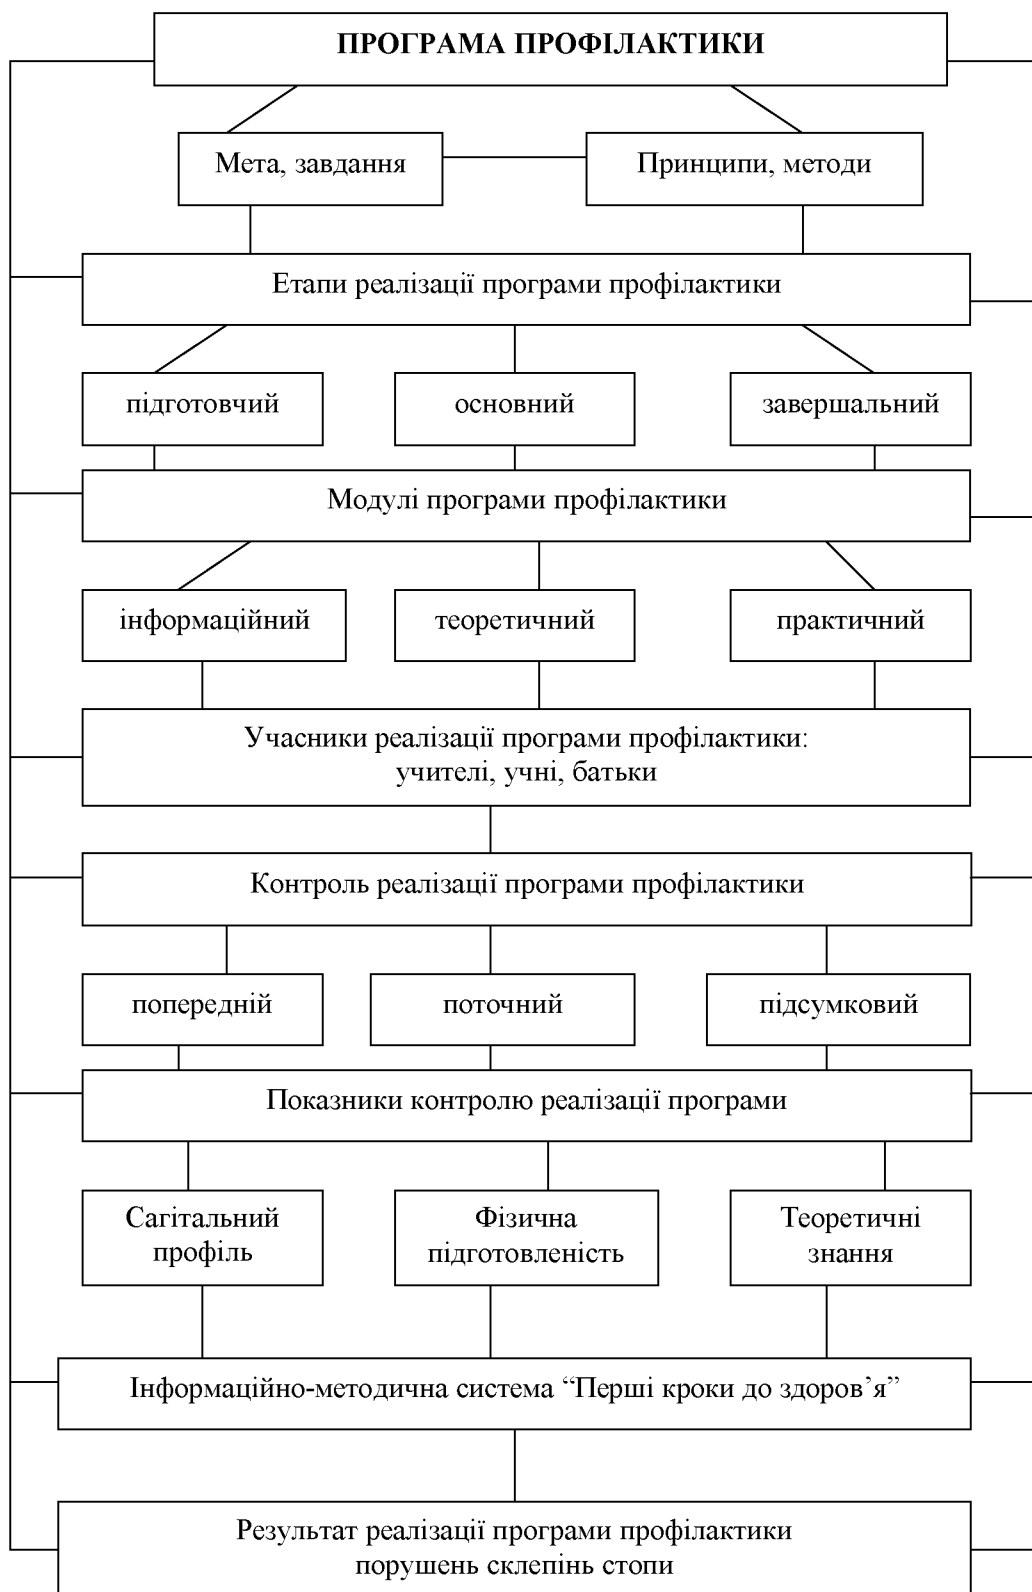 ПРОГРАМА ПРОФІЛАКТИКИ
Мета, завдання
Принципи, методи
Етапи реалізації програми профілактики
підготовчий
основний
завершальний
Модулі програми профілактики
інформаційний
теоретичний
практичний
Учасники реалізації програми профілактики:
учителі, учні, батьки
Контроль реалізації програми профілактики
попередній
поточний
підсумковий
Показники контролю реалізації програми
Сагітальний
профіль
Фізична
підготовленість
Теоретичні
знання
Інформаційно-методична система “Перші кроки до здоров’я”
Результат реалізації програми профілактики
порушень склепінь стопи